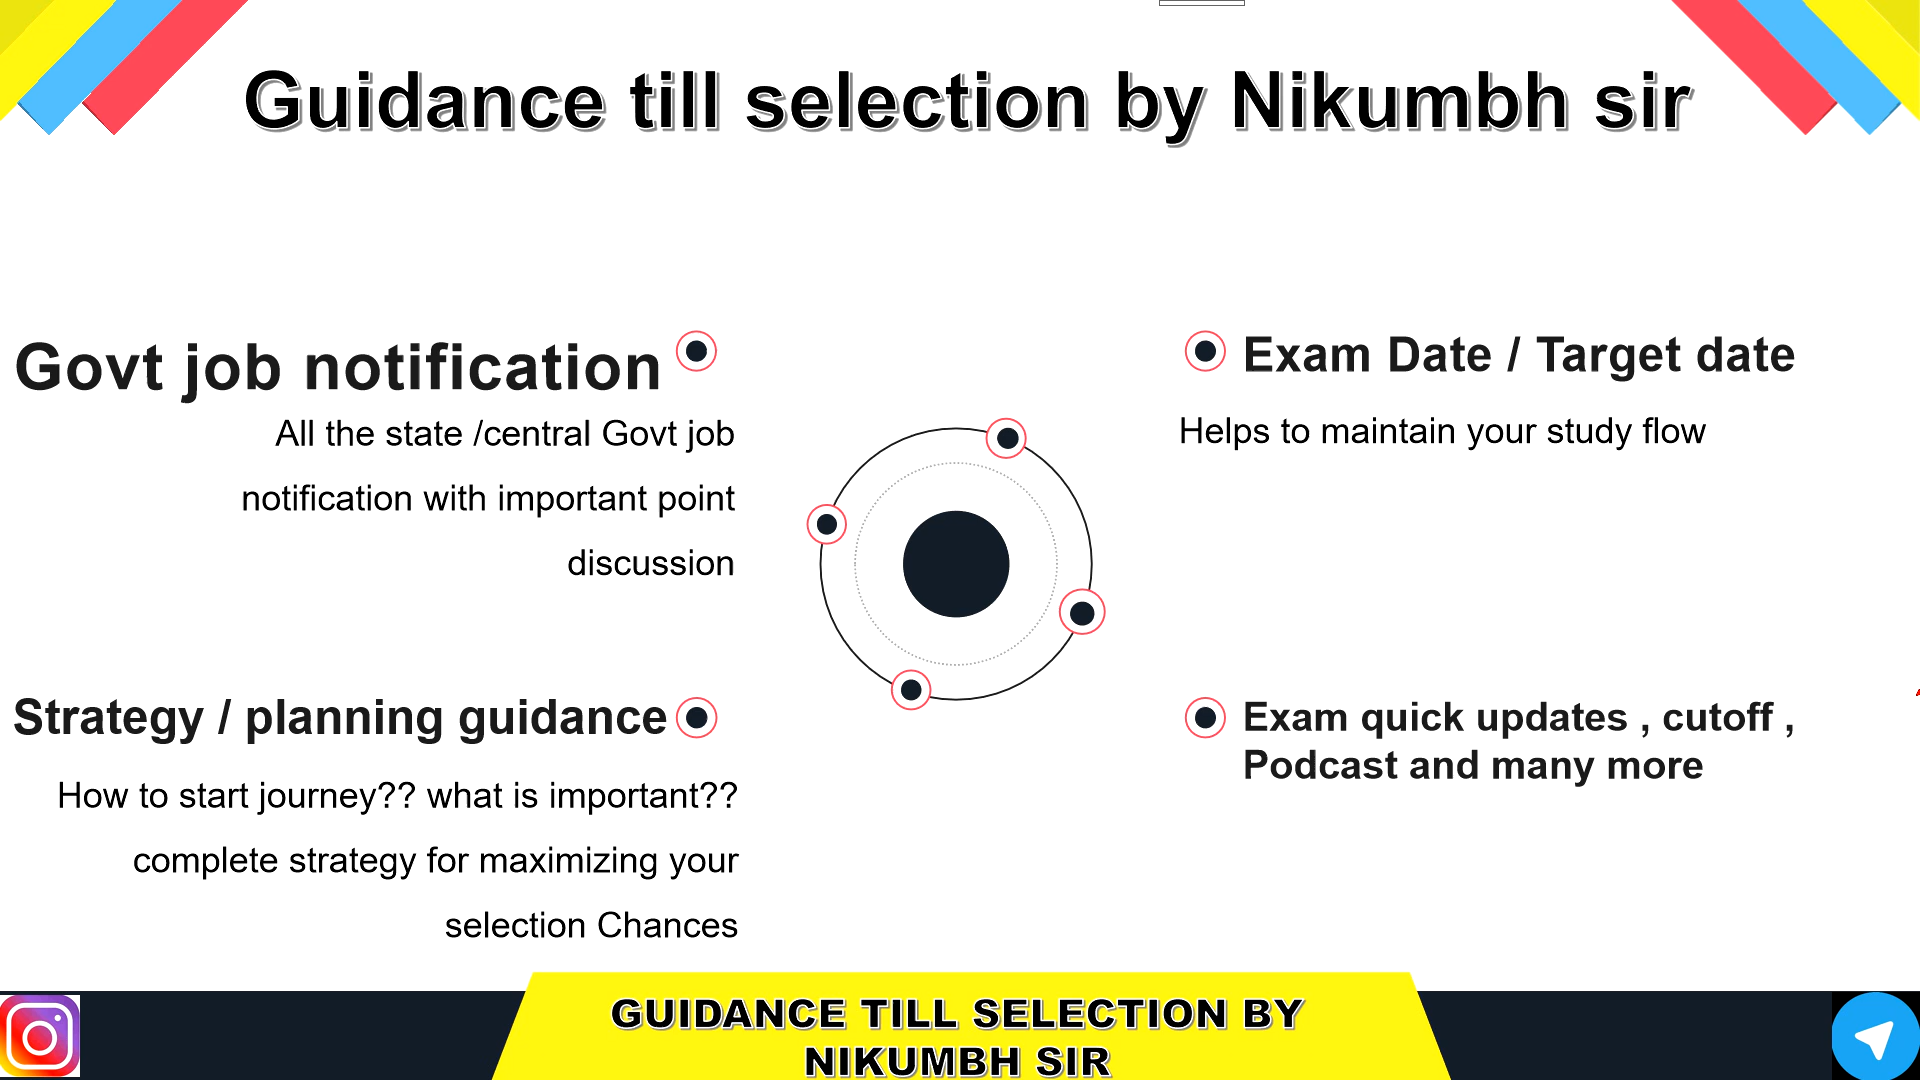 Guidance till selection by Nikumbh sir
Govt job notification
All the state /central Govt job
notification with important point
discussion
Exam Date / Target date
Helps to maintain your study flow
Strategy / planning guidance
How to start journey?? what is important??
complete strategy for maximizing your
selection Chances
Exam quick updates , cutoff ,
Podcast and many more
GUIDANCE TILL SELECTION BY
NIKUMBH SIR